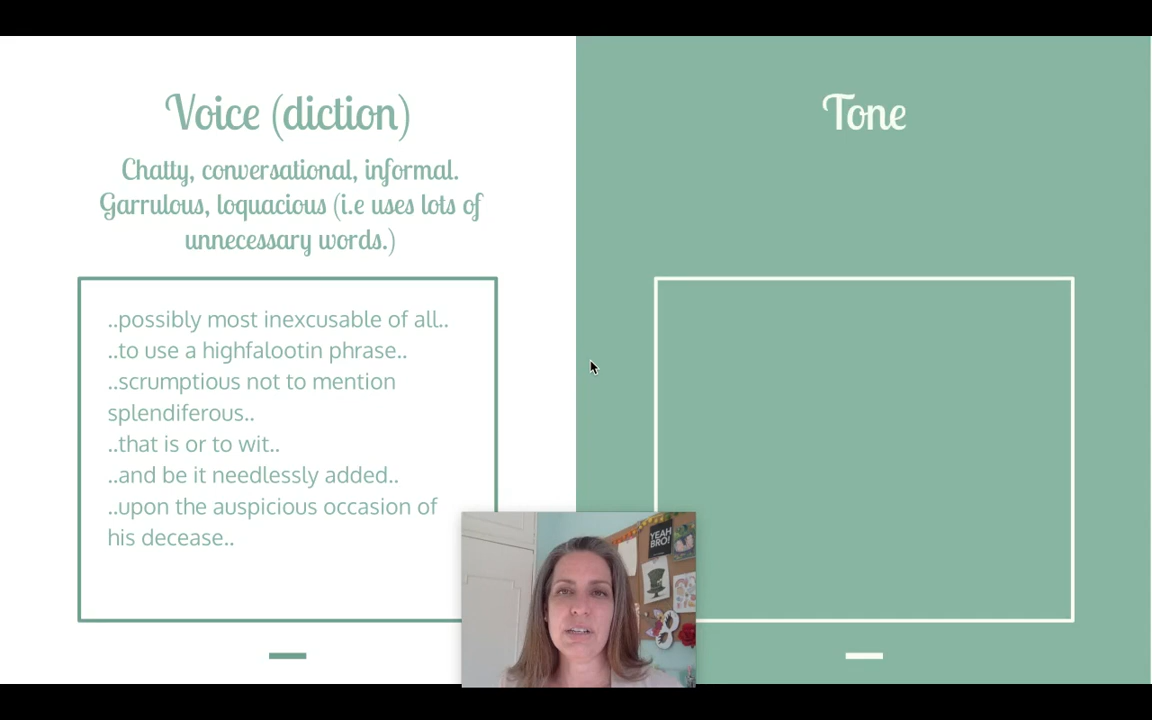 Voice (diction)
Chatty, conversational, informal.
Garrulous, loquacious (i.e uses lots of
unnecessary words.)
..possibly most inexcusable of all..
..to use a highfalootin phrase..
..scrumptious not to mention
splendiferous..
..that is or to wit..
..and be it needlessly added..
..upon the auspicious occasion of
his decease..
Tone
YEAH
BRO!